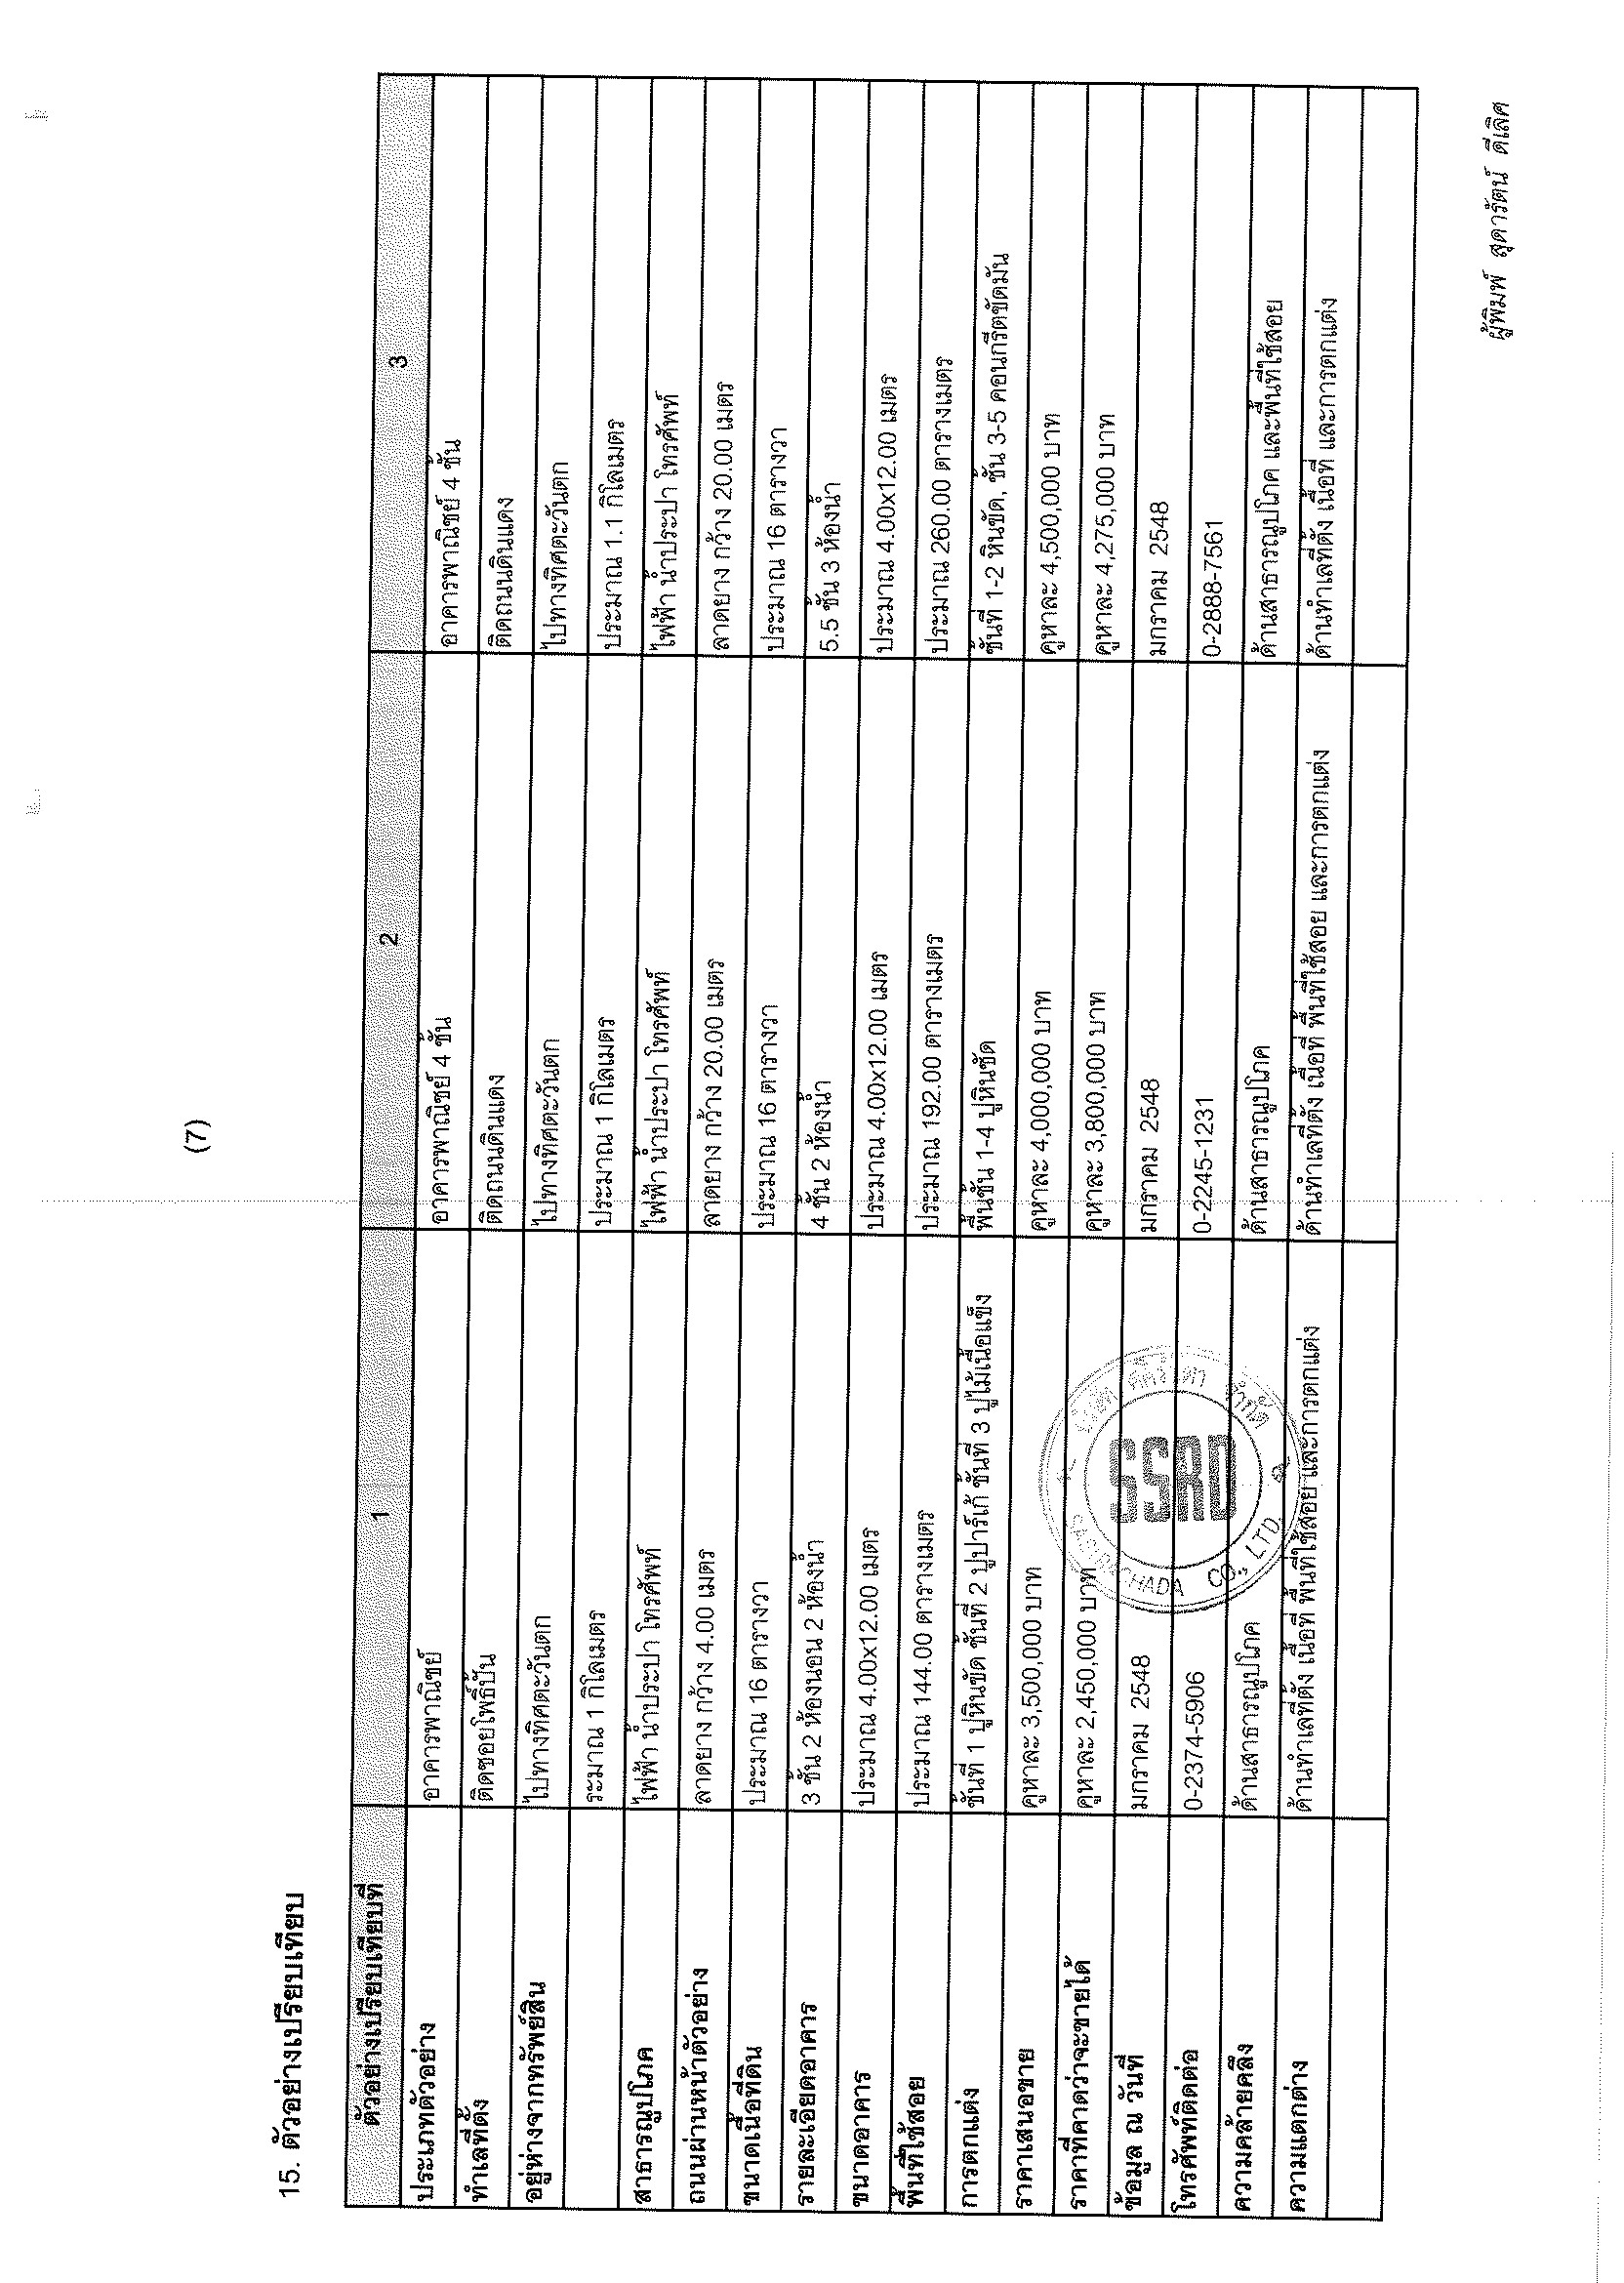 (7)
15. ตัวอย่างเปรียบเทียบ
ตัวอย่างเปรียบเทียบที่ 1 2 3
ประเภทตัวอย่าง อาคารพาณิชย์ อาคารพาณิชย์ 4 ชั้น อาคารพาณิชย์ 4 ชั้น
ทำเลที่ตั้ง ติดซอยโพธิ์ปั้น ติดถนนดินแดง ติดถนนดินแดง
อยู่ห่างจากทรัพย์สิน ไปทางทิศตะวันตก ไปทางทิศตะวันตก ไปทางทิศตะวันตก
ระมาณ 1 กิโลเมตร ประมาณ 1 กิโลเมตร ประมาณ 1.1 กิโลเมตร
สาธารณูปโภค ไฟฟ้า น้ำประปา โทรศัพท์ ไฟฟ้า น้ำประปา โทรศัพท์ ไฟฟ้า น้ำประปา โทรศัพท์
ถนนผ่านหน้าตัวอย่าง ลาดยาง กว้าง 4.00 เมตร ลาดยาง กว้าง 20.00 เมตร ลาดยาง กว้าง 20.00 เมตร
ขนาดเนื้อที่ดิน ประมาณ 16 ตารางวา ประมาณ 16 ตารางวา ประมาณ 16 ตารางวา
รายละเอียดอาคาร 3 ชั้น 2 ห้องนอน 2 ห้องน้ำ 4 ชั้น 2 ห้องน้ำ 5.5 ชั้น 3 ห้องน้ำ
ขนาดอาคาร ประมาณ 4.00x12.00 เมตร ประมาณ 4.00x12.00 เมตร ประมาณ 4.00x12.00 เมตร
พื้นที่ใช้สอย ประมาณ 144.00 ตารางเมตร ประมาณ 192.00 ตารางเมตร ประมาณ 260.00 ตารางเมตร
การตกแต่ง ชั้นที่ 1 ปูหินขัด ชั้นที่ 2 ปูปาร์เก้ ชั้นที่ 3 ปูไม้เนื้อแข็ง พื้นชั้น 1-4 ปูหินขัด ชั้นที่ 1-2 หินขัด, ชั้น 3-5 คอนกรีตขัดมัน
ราคาเสนอขาย คูหาละ 3,500,000 บาท คูหาละ 4,000,000 บาท คูหาละ 4,500,000 บาท
ราคาที่คาดว่าจะขายได้ คูหาละ 2,450,000 บาท คูหาละ 3,800,000 บาท คูหาละ 4,275,000 บาท
ข้อมูล ณ วันที่ มกราคม 2548 มกราคม 2548 มกราคม 2548
โทรศัพท์ติดต่อ 0-2374-5906 0-2245-1231 0-2888-7561
ความคล้ายคลึง ด้านสาธารณูปโภค ด้านสาธารณูปโภค ด้านสาธารณูปโภค และพื้นที่ใช้สอย
ความแตกต่าง ด้านทำเลที่ตั้ง เนื้อที่ พื้นที่ใช้สอย และการตกแต่ง ด้านทำเลที่ตั้ง เนื้อที่ พื้นที่ใช้สอย และการตกแต่ง ด้านทำเลที่ตั้ง เนื้อที่ และการตกแต่ง
SSRD
CO., LTD.
จำกัด
ผู้พิมพ์ สุดารัตน์ ดีเลิศ